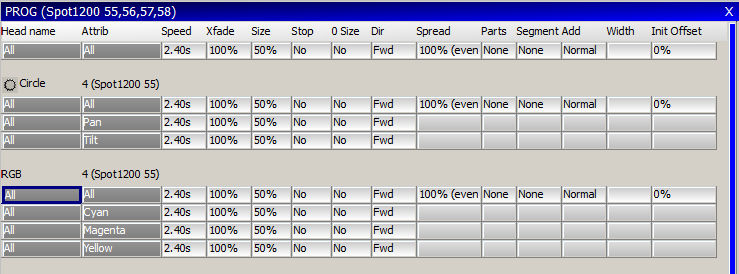 PROG (Spot1200 55,56,57,58) X
Head name Attrib Speed Xfade Size Stop 0 Size Dir Spread Parts Segment Add Width Init Offset
All All 2.40s 100% 50% No No Fwd 100% (even None None Normal 0%
Circle 4 (Spot1200 55)
All All 2.40s 100% 50% No No Fwd 100% (even None None Normal 0%
All Pan 2.40s 100% 50% No No Fwd
All Tilt 2.40s 100% 50% No No Fwd
RGB 4 (Spot1200 55)
All All 2.40s 100% 50% No No Fwd 100% (even None None Normal 0%
All Cyan 2.40s 100% 50% No No Fwd
All Magenta 2.40s 100% 50% No No Fwd
All Yellow 2.40s 100% 50% No No Fwd